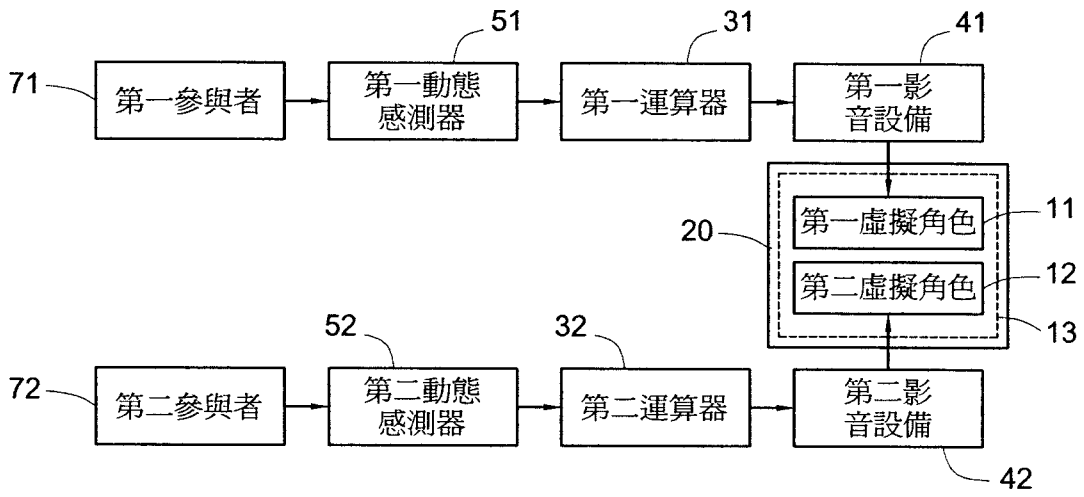 51
31
41
71
第一參與者
第一動態
感測器
第一運算器
第一影
音設備
20
第一虛擬角色
11
第二虛擬角色
12
13
52
32
72
第二參與者
第二動態
感測器
第二運算器
第二影
音設備
42